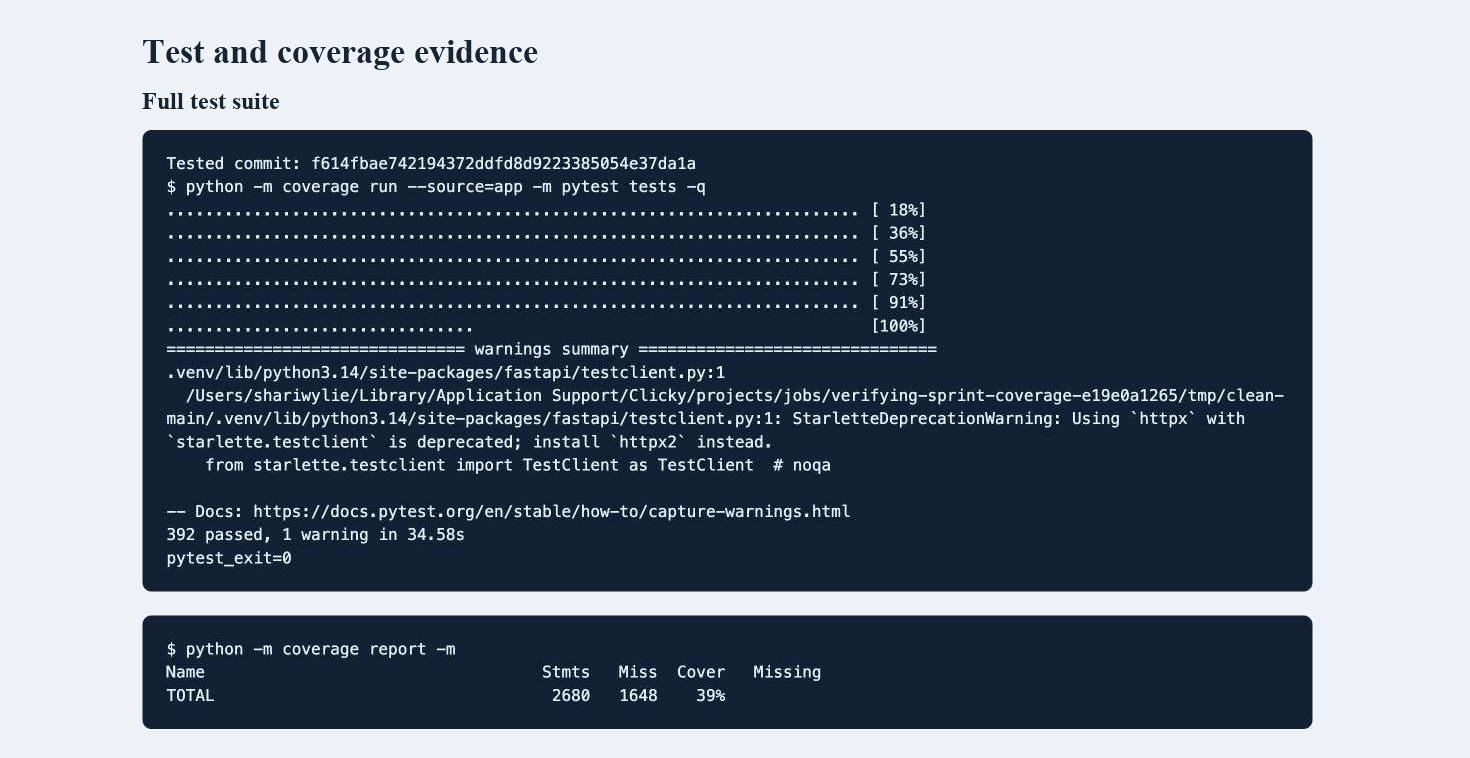 Test and coverage evidence
Full test suite
Tested commit: f614fbae742194372ddfd8d9223385054e37da1a
$ python -m coverage run --source=app -m pytest tests -q
........................................................................ [ 18%]
........................................................................ [ 36%]
........................................................................ [ 55%]
........................................................................ [ 73%]
........................................................................ [ 91%]
................................                                         [100%]
=============================== warnings summary ===============================
.venv/lib/python3.14/site-packages/fastapi/testclient.py:1
  /Users/shariwylie/Library/Application Support/Clicky/projects/jobs/verifying-sprint-coverage-e19e0a1265/tmp/clean-
main/.venv/lib/python3.14/site-packages/fastapi/testclient.py:1: StarletteDeprecationWarning: Using `httpx` with
`starlette.testclient` is deprecated; install `httpx2` instead.
    from starlette.testclient import TestClient as TestClient  # noqa
-- Docs: https://docs.pytest.org/en/stable/how-to/capture-warnings.html
392 passed, 1 warning in 34.58s
pytest_exit=0
$ python -m coverage report -m
Name                                   Stmts   Miss  Cover   Missing
TOTAL                                   2680   1648    39%